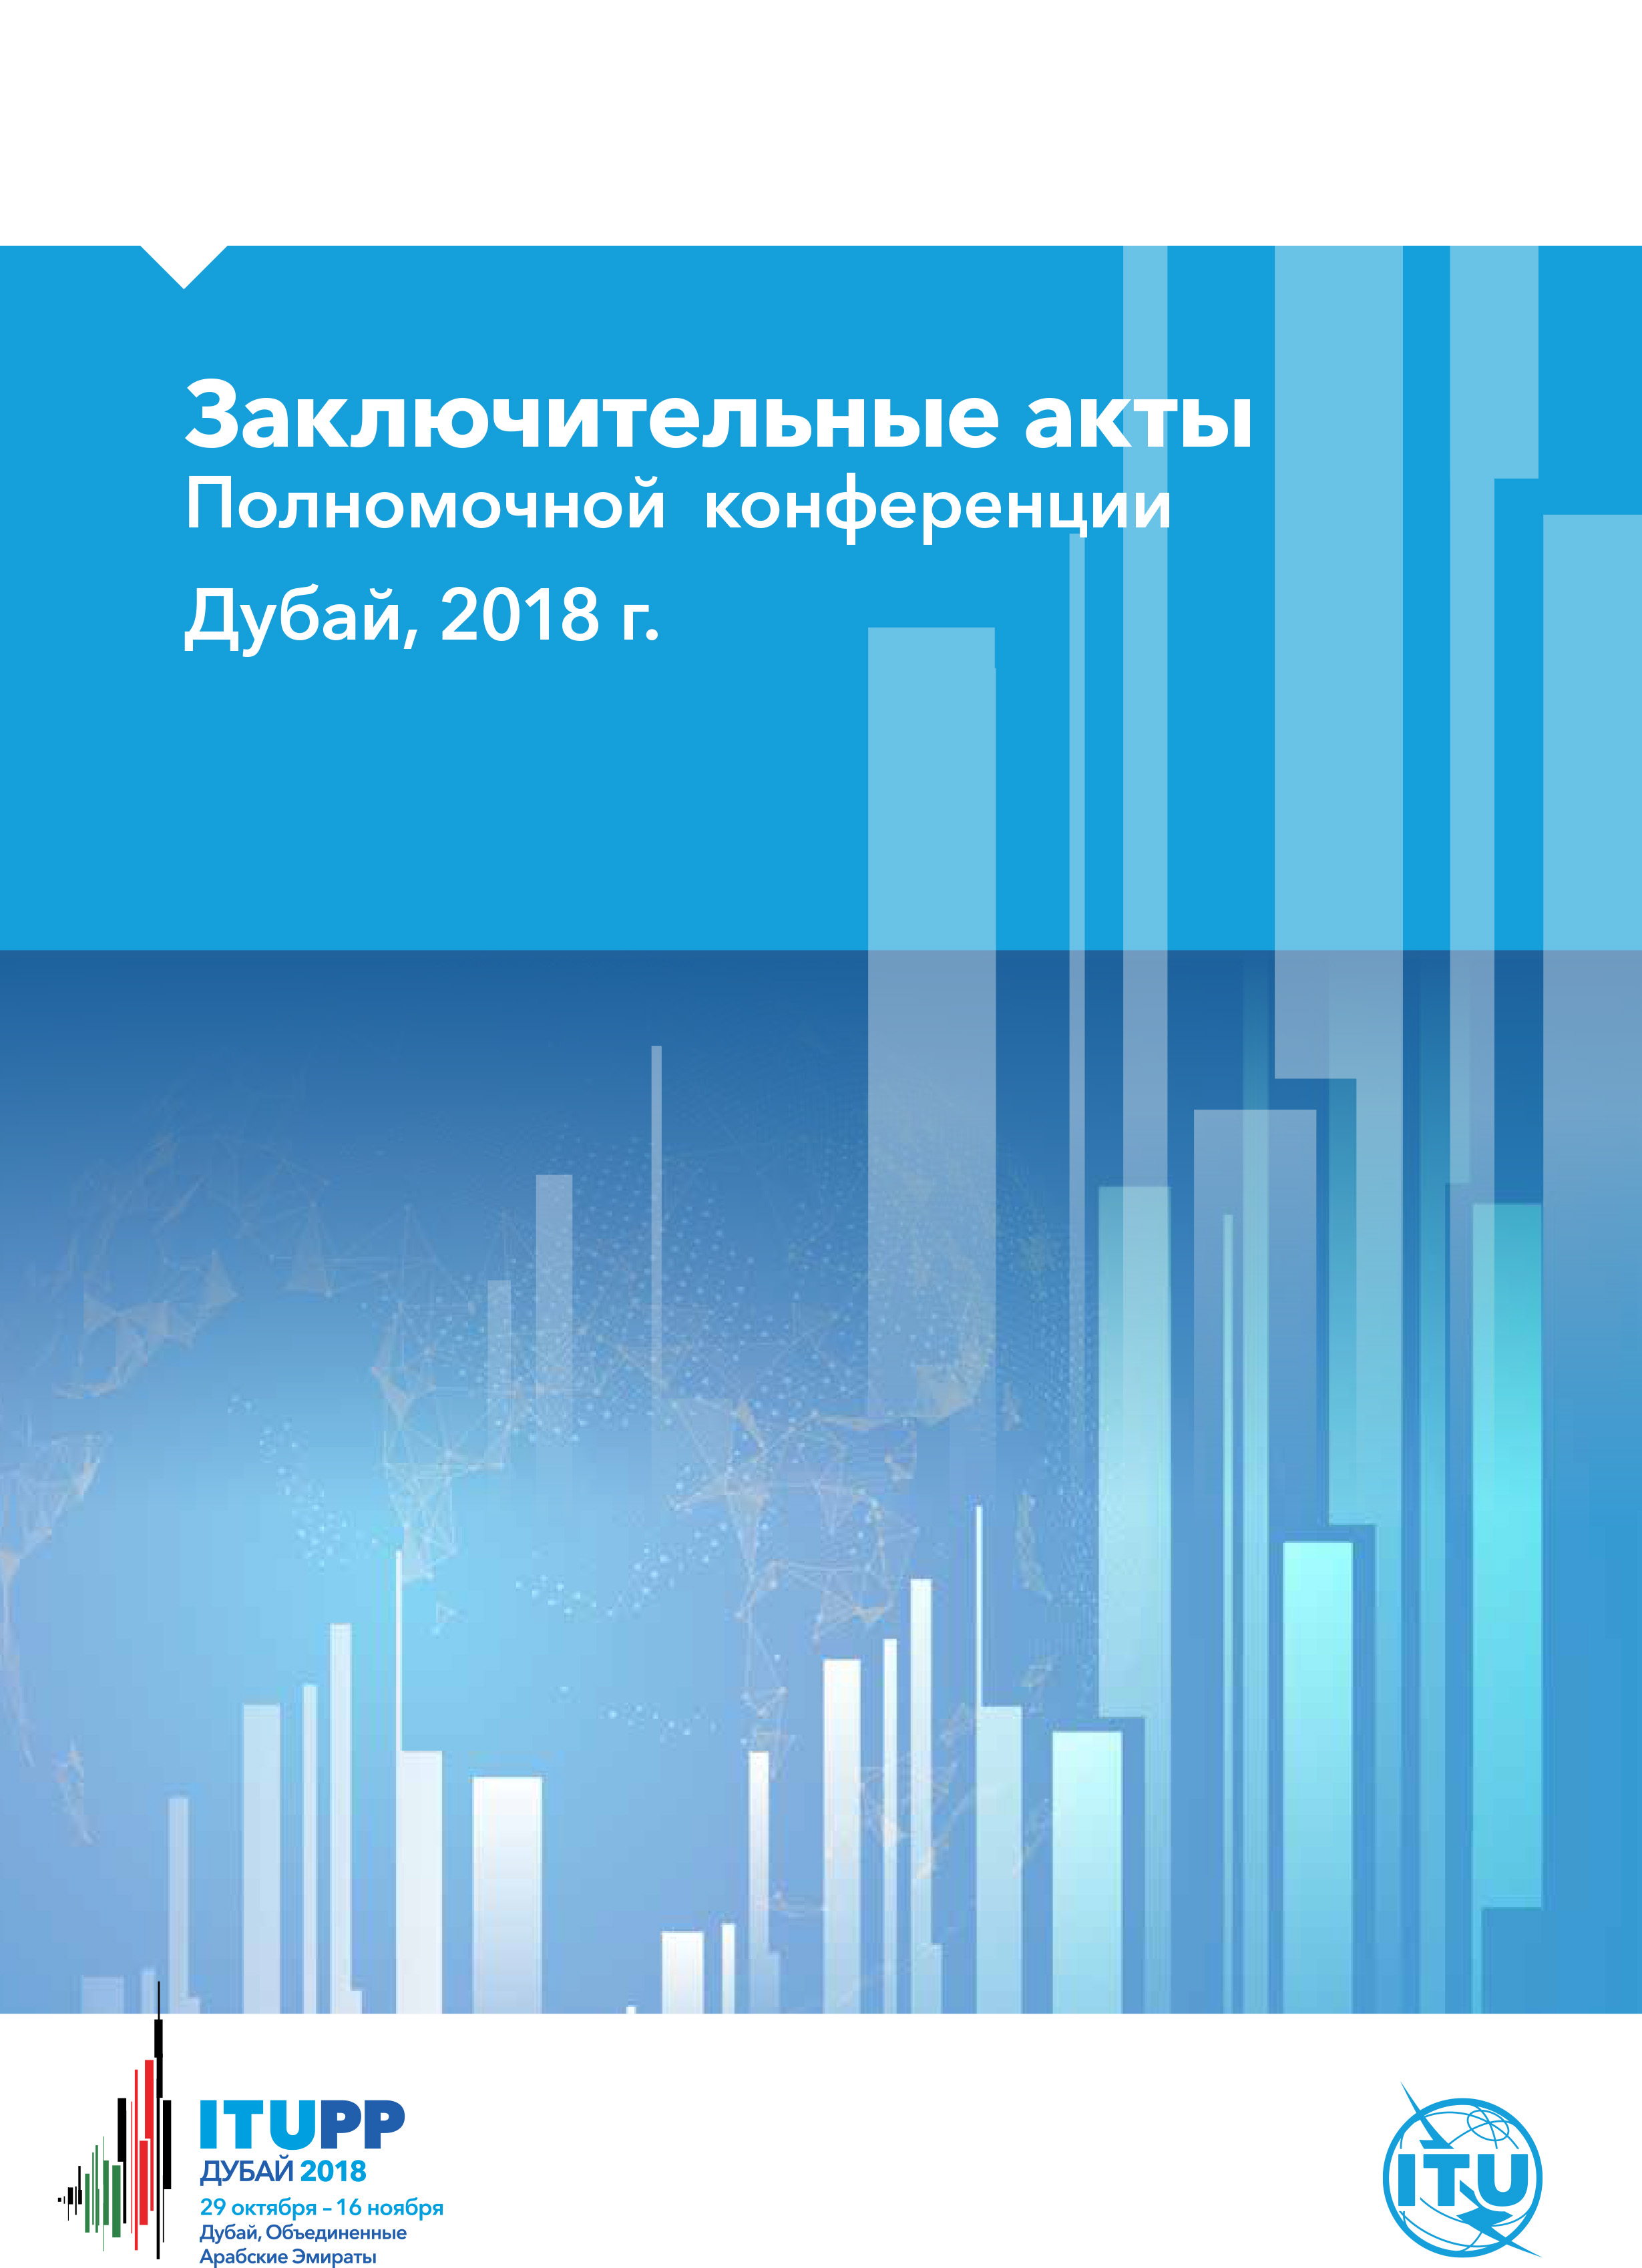 Заключительные акты
Полномочной конференции
Дубай, 2018 г.
ITUPP
ДУБАЙ 2018
29 октября – 16 ноября
Дубай, Объединенные
Арабские Эмираты
ITU